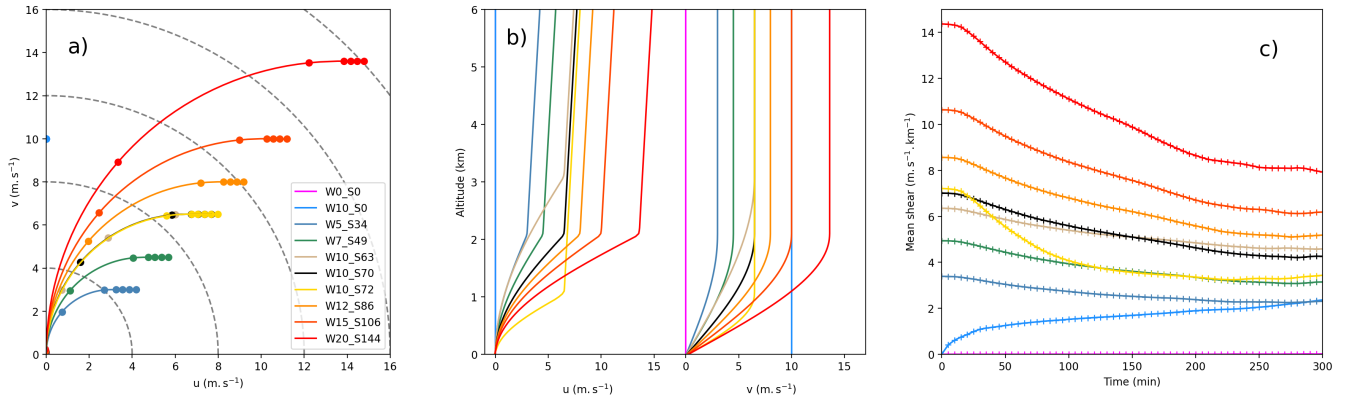 a)
16
14
12
10
8
6
4
2
0
v (m. s⁻¹)
0 2 4 6 8 10 12 14 16
u (m. s⁻¹)
W0_S0
W10_S0
W5_S34
W7_S49
W10_S63
W10_S70
W10_S72
W12_S86
W15_S106
W20_S144
b)
6
5
4
3
2
1
0
Altitude (km)
0 5 10 15
u (m. s⁻¹)
0 5 10 15
v (m. s⁻¹)
c)
14
12
10
8
6
4
2
0
Mean shear (m. s⁻¹. km⁻¹)
0 50 100 150 200 250 300
Time (min)